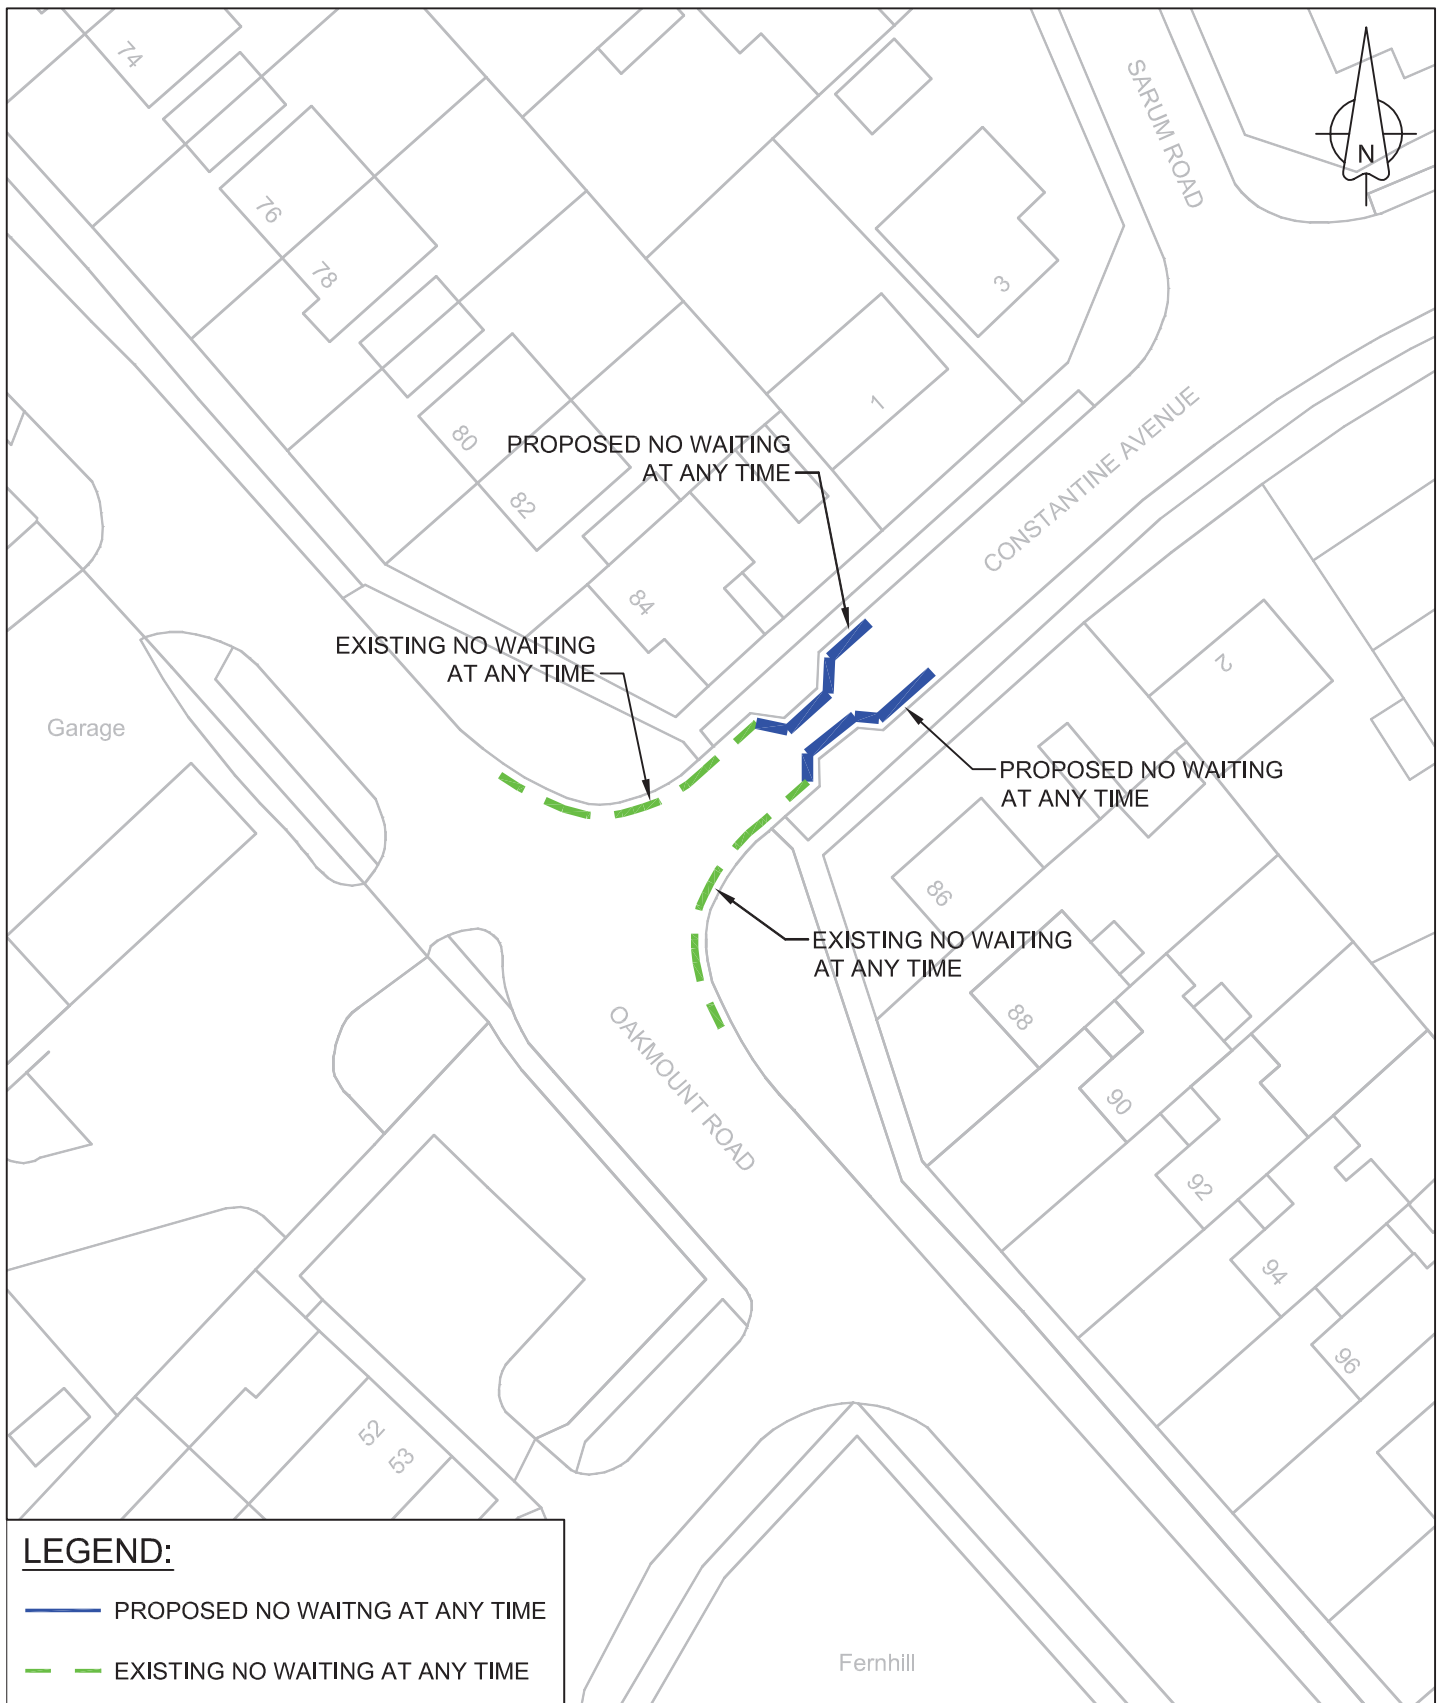 74
SARUM ROAD
N
76
78
3
1
80
PROPOSED NO WAITING
AT ANY TIME
CONSTANTINE AVENUE
82
84
EXISTING NO WAITING
AT ANY TIME
2
Garage
PROPOSED NO WAITING
AT ANY TIME
86
EXISTING NO WAITING
AT ANY TIME
88
OAKMOUNT ROAD
90
92
94
96
52
53
LEGEND:
PROPOSED NO WAITNG AT ANY TIME
EXISTING NO WAITING AT ANY TIME
Fernhill